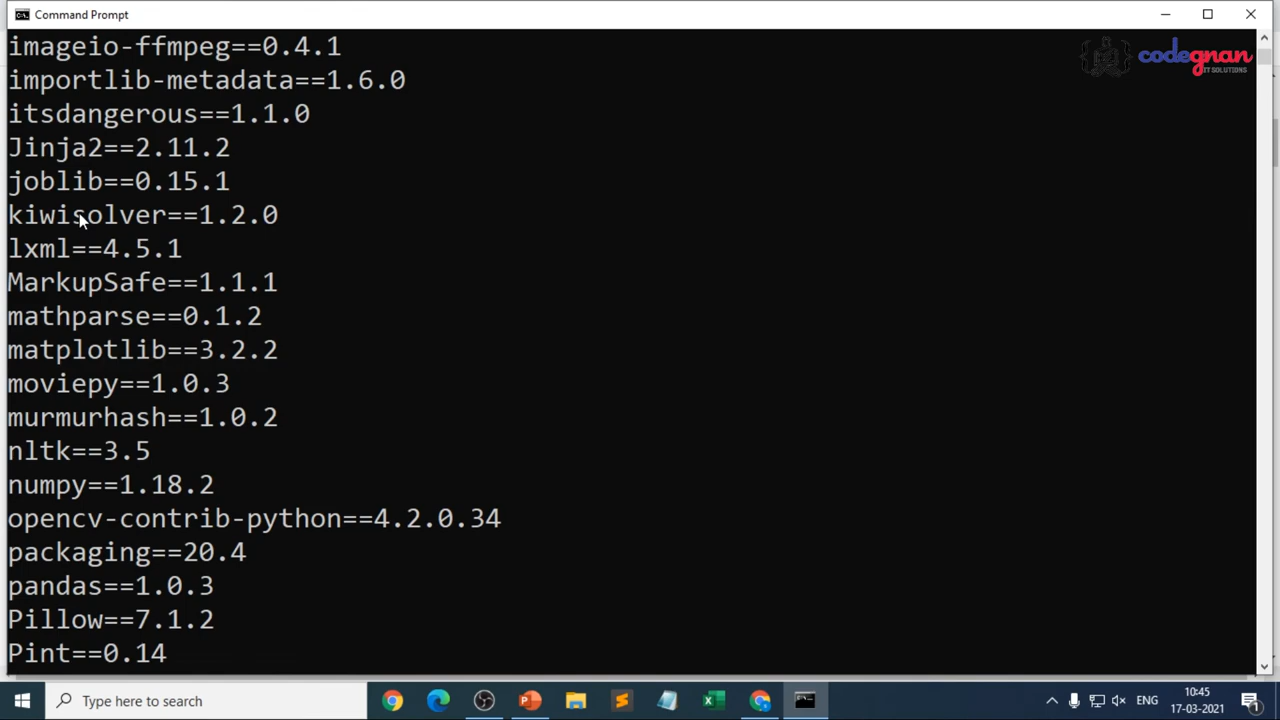 Command Prompt
imageio-ffmpeg==0.4.1
importlib-metadata==1.6.0
itsdangerous==1.1.0
Jinja2==2.11.2
joblib==0.15.1
kiwisolver==1.2.0
lxml==4.5.1
MarkupSafe==1.1.1
mathparse==0.1.2
matplotlib==3.2.2
moviepy==1.0.3
murmurhash==1.0.2
nltk==3.5
numpy==1.18.2
opencv-contrib-python==4.2.0.34
packaging==20.4
pandas==1.0.3
Pillow==7.1.2
Pint==0.14
codegnan
IT SOLUTIONS
Type here to search
ENG
10:45
17-03-2021
1